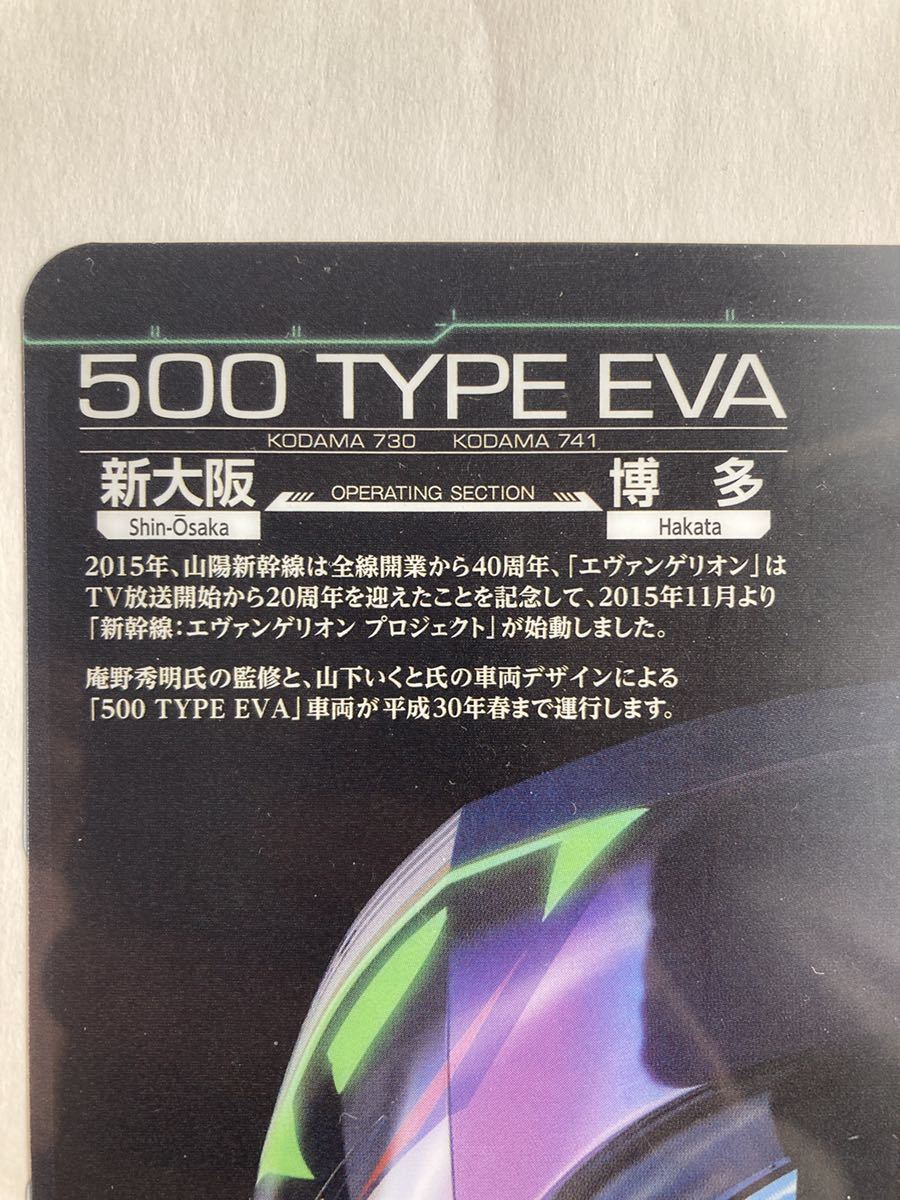 500 TYPE EVA
KODAMA 730 KODAMA 741
新大阪 OPERATING SECTION 博多
Shin-Ōsaka Hakata
2015年、山陽新幹線は全線開業から40周年、「エヴァンゲリオン」は
TV放送開始から20周年を迎えたことを記念して、2015年11月より
「新幹線:エヴァンゲリオン プロジェクト」が始動しました。
庵野秀明氏の監修と、山下いくと氏の車両デザインによる
「500 TYPE EVA」車両が平成30年春まで運行します。